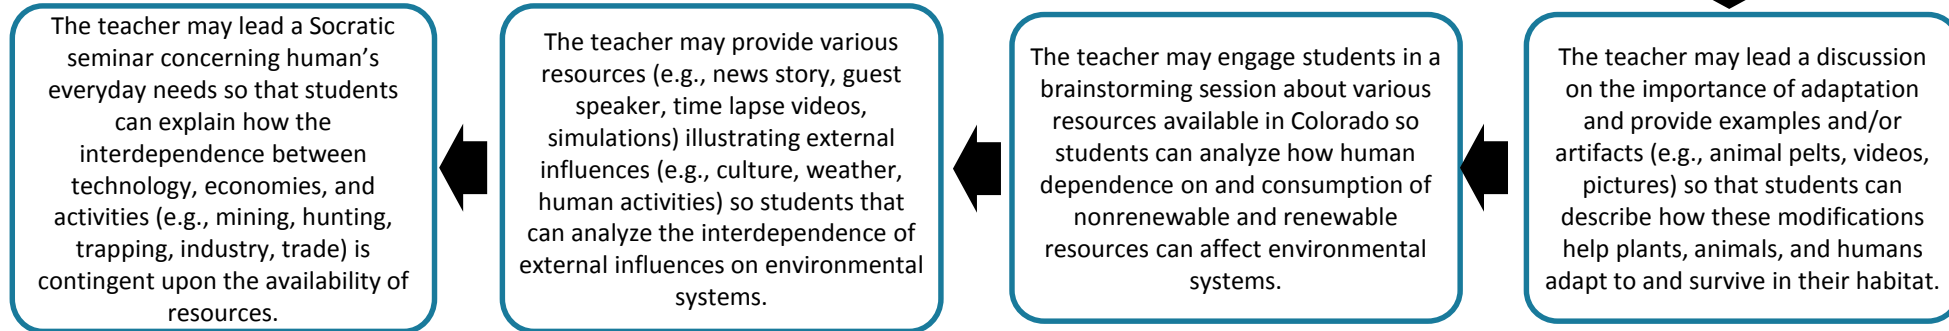 The teacher may lead a Socratic
seminar concerning human's
everyday needs so that students
can explain how the
interdependence between
technology, economies, and
activities (e.g., mining, hunting,
trapping, industry, trade) is
contingent upon the availability of
resources.
The teacher may provide various
resources (e.g., news story, guest
speaker, time lapse videos,
simulations) illustrating external
influences (e.g., culture, weather,
human activities) so students that
can analyze the interdependence of
external influences on environmental
systems.
The teacher may engage students in a
brainstorming session about various
resources available in Colorado so
students can analyze how human
dependence on and consumption of
nonrenewable and renewable
resources can affect environmental
systems.
The teacher may lead a discussion
on the importance of adaptation
and provide examples and/or
artifacts (e.g., animal pelts, videos,
pictures) so that students can
describe how these modifications
help plants, animals, and humans
adapt to and survive in their habitat.